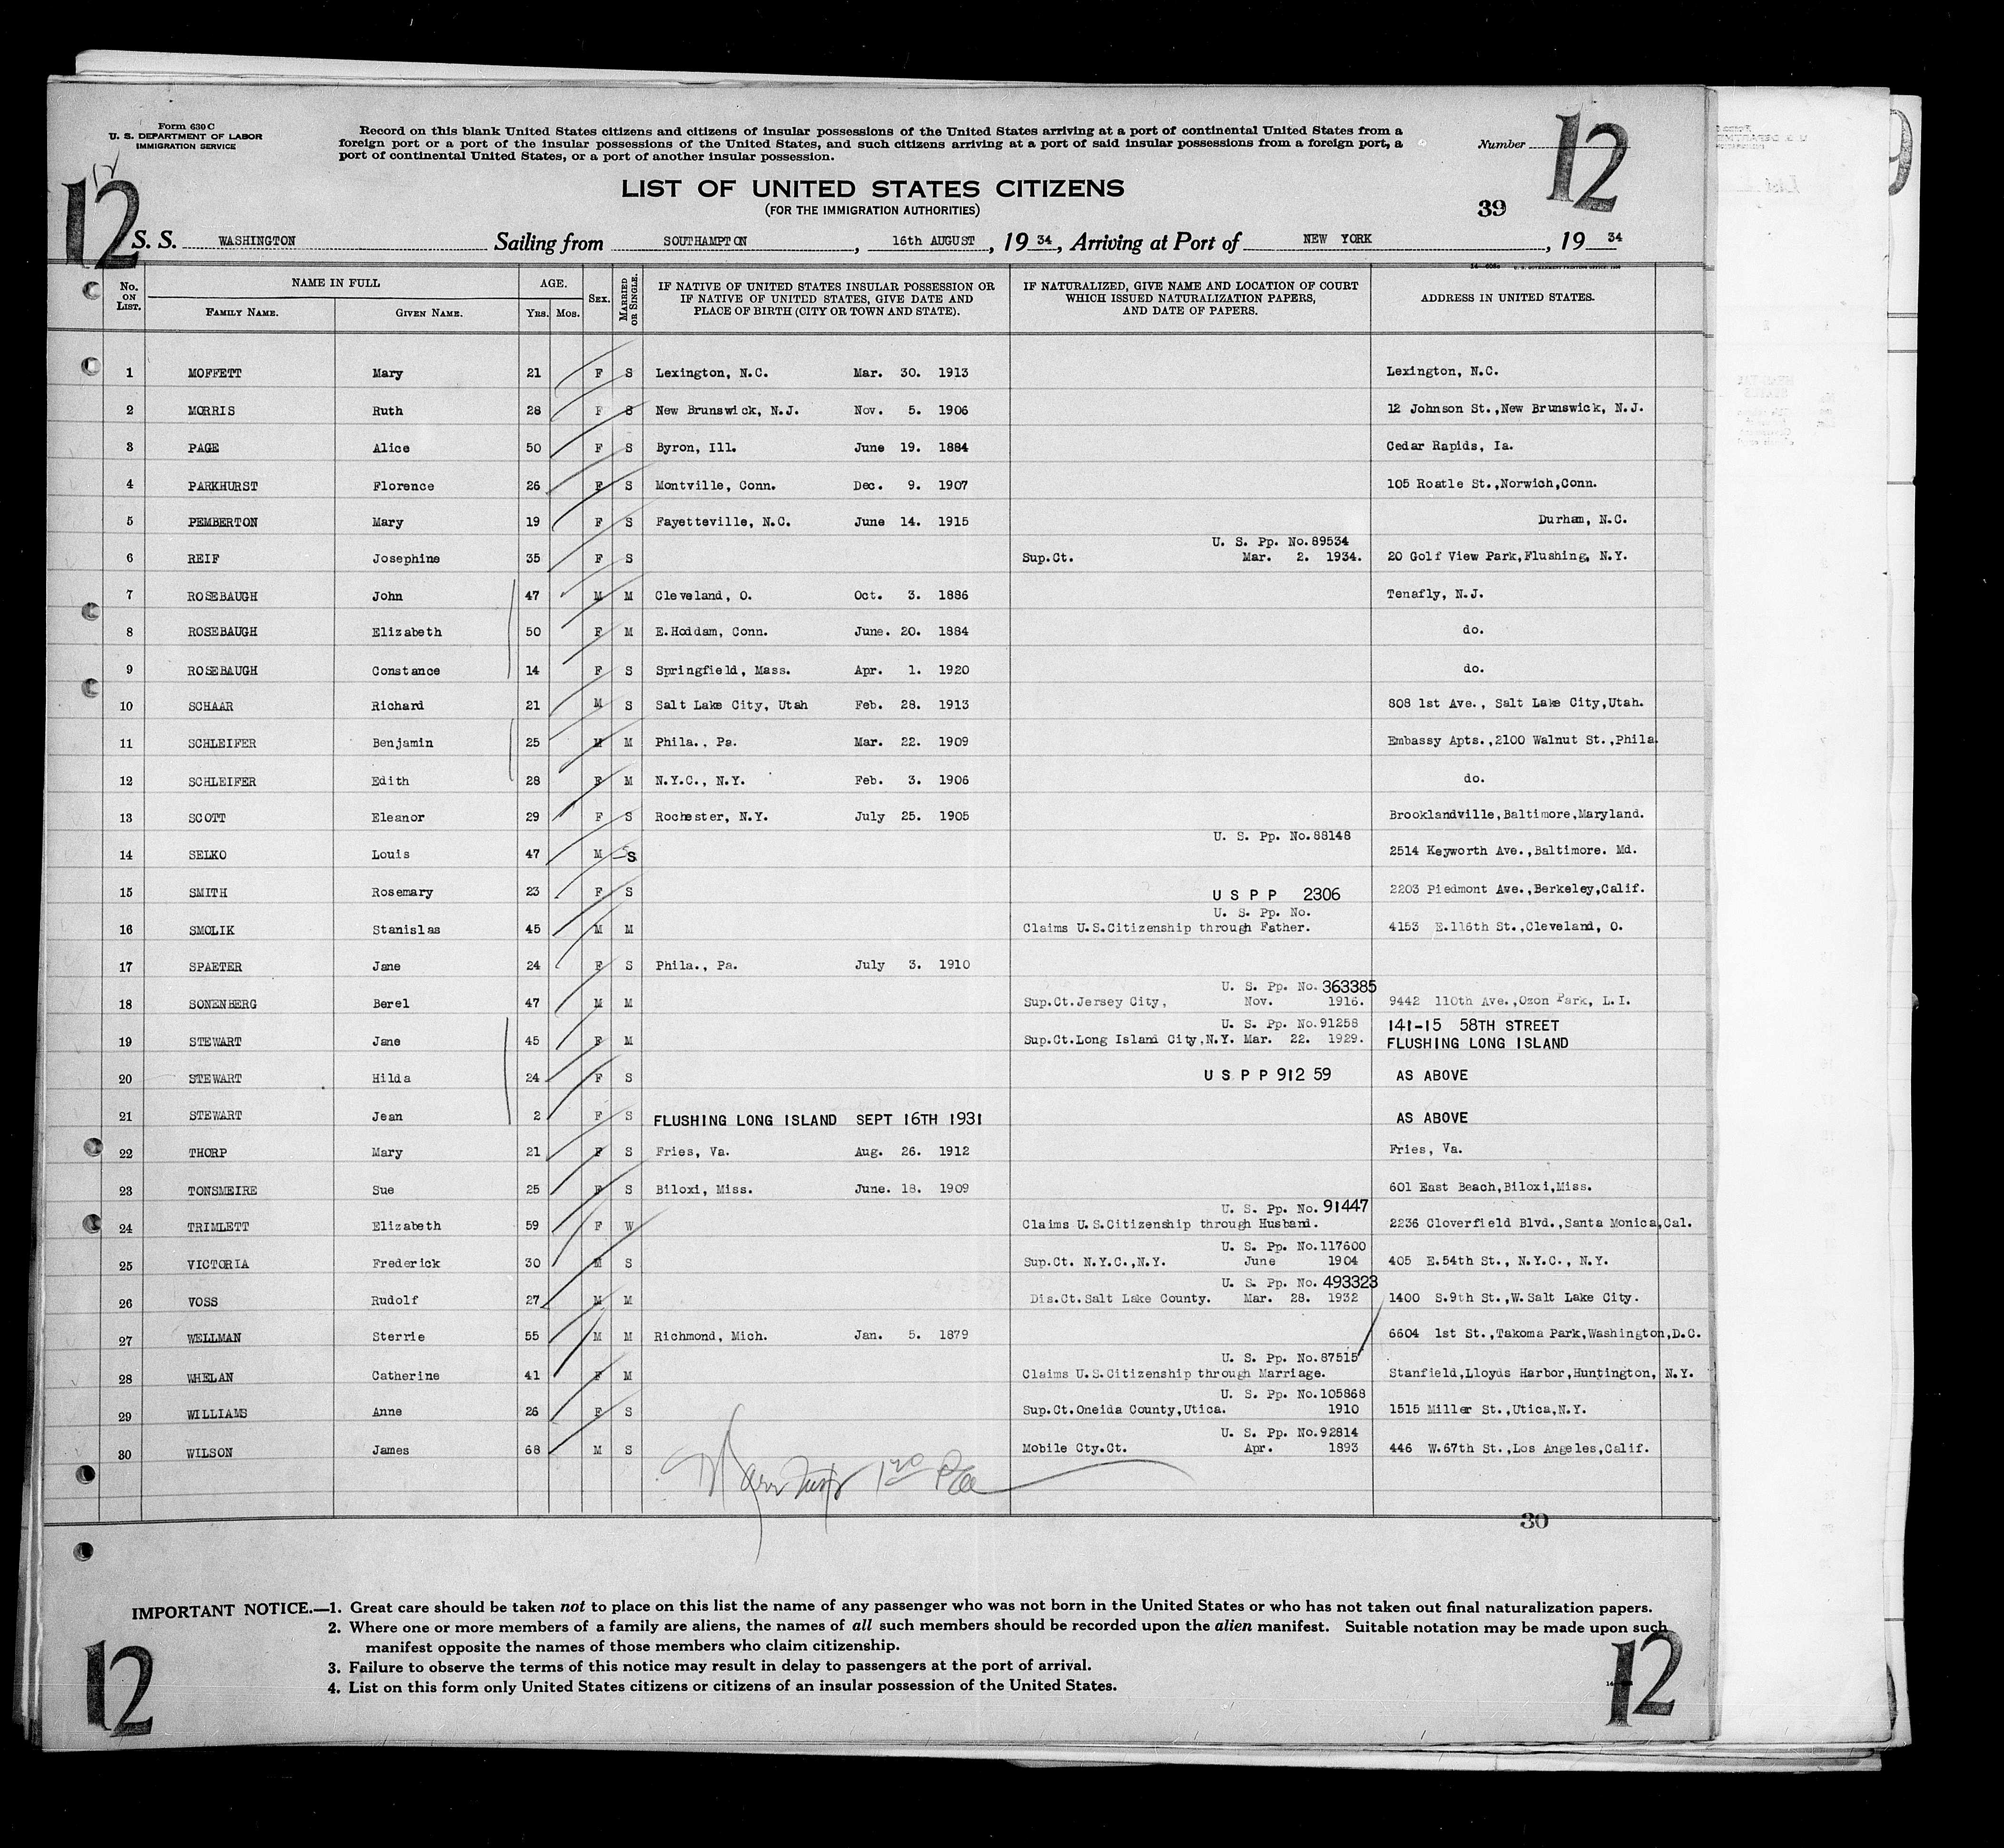 Form 630 C
U. S. DEPARTMENT OF LABOR
IMMIGRATION SERVICE
Record on this blank United States citizens and citizens of insular possessions of the United States arriving at a port of continental United States from a
foreign port or a port of the insular possessions of the United States, and such citizens arriving at a port of said insular possessions from a foreign port, a
port of continental United States, or a port of another insular possession.
Number
12
12
12
LIST OF UNITED STATES CITIZENS
(FOR THE IMMIGRATION AUTHORITIES)
39
S. S. WASHINGTON Sailing from SOUTHAMPTON , 16th AUGUST , 19 34, Arriving at Port of NEW YORK , 19 34
No. ON LIST. NAME IN FULL FAMILY NAME. GIVEN NAME. AGE. Yrs. Mos. SEX. MARRIED OR SINGLE. IF NATIVE OF UNITED STATES INSULAR POSSESSION OR IF NATIVE OF UNITED STATES, GIVE DATE AND PLACE OF BIRTH (CITY OR TOWN AND STATE). IF NATURALIZED, GIVE NAME AND LOCATION OF COURT WHICH ISSUED NATURALIZATION PAPERS, AND DATE OF PAPERS. ADDRESS IN UNITED STATES.
1 MOFFETT Mary 21 F S Lexington, N.C. Mar. 30. 1913 Lexington, N.C.
2 MORRIS Ruth 28 F S New Brunswick, N.J. Nov. 5. 1906 12 Johnson St.,New Brunswick, N.J.
3 PAGE Alice 50 F S Byron, Ill. June 19. 1884 Cedar Rapids, Ia.
4 PARKHURST Florence 26 F S Montville, Conn. Dec. 9. 1907 105 Roatle St.,Norwich,Conn.
5 PEMBERTON Mary 19 F S Fayetteville, N.C. June 14. 1915 Durham, N.C.
U. S. Pp. No.89534
6 REIF Josephine 35 F S Sup.Ct. Mar. 2. 1934. 20 Golf View Park,Flushing, N.Y.
7 ROSEBAUGH John 47 M M Cleveland, O. Oct. 3. 1886 Tenafly, N.J.
8 ROSEBAUGH Elizabeth 50 F M E.Hoddam, Conn. June. 20. 1884 do.
9 ROSEBAUGH Constance 14 F S Springfield, Mass. Apr. 1. 1920 do.
10 SCHAAR Richard 21 M S Salt Lake City, Utah Feb. 28. 1913 808 1st Ave., Salt Lake City,Utah.
11 SCHLEIFER Benjamin 25 M M Phila., Pa. Mar. 22. 1909 Embassy Apts.,2100 Walnut St.,Phila.
12 SCHLEIFER Edith 28 F M N.Y.C., N.Y. Feb. 3. 1906 do.
13 SCOTT Eleanor 29 F S Rochester, N.Y. July 25. 1905 Brooklandville,Baltimore,Maryland.
U. S. Pp. No.88148
14 SELKO Louis 47 M S 2514 Keyworth Ave.,Baltimore. Md.
15 SMITH Rosemary 23 F S U S P P 2306 2203 Piedmont Ave.,Berkeley,Calif.
U. S. Pp. No.
16 SMOLIK Stanislas 45 M M Claims U.S.Citizenship through Father. 4153 E.116th St.,Cleveland, O.
17 SPAETER Jane 24 F S Phila., Pa. July 3. 1910
U. S. Pp. No. 363385
18 SONENBERG Berel 47 M M Sup.Ct.Jersey City, Nov. 1916. 9442 110th Ave.,Ozon Park, L.I.
U. S. Pp. No.91258 141-15 58TH STREET
19 STEWART Jane 45 F M Sup.Ct.Long Island City,N.Y. Mar. 22. 1929. FLUSHING LONG ISLAND
20 STEWART Hilda 24 F S U S P P 912 59 AS ABOVE
21 STEWART Jean 2 F S FLUSHING LONG ISLAND SEPT 16TH 1931 AS ABOVE
22 THORP Mary 21 F S Fries, Va. Aug. 26. 1912 Fries, Va.
23 TONSMEIRE Sue 25 F S Biloxi, Miss. June. 18. 1909 601 East Beach,Biloxi,Miss.
U. S. Pp. No. 91447
24 TRIMLETT Elizabeth 59 F W Claims U.S.Citizenship through Husband. 2236 Cloverfield Blvd.,Santa Monica,Cal.
U. S. Pp. No.117600
25 VICTORIA Frederick 30 M S Sup.Ct. N.Y.C.,N.Y. June 1904 405 E.54th St., N.Y.C., N.Y.
U. S. Pp. No. 493323
26 VOSS Rudolf 27 M M Dis.Ct.Salt Lake County. Mar. 28. 1932 1400 S.9th St.,W.Salt Lake City.
27 WELLMAN Sterrie 55 M M Richmond, Mich. Jan. 5. 1879 6604 1st St.,Takoma Park,Washington,D.C.
U. S. Pp. No.87515
28 WHELAN Catherine 41 F M Claims U.S.Citizenship through Marriage. Stanfield,Lloyds Harbor,Huntington, N.Y.
U. S. Pp. No.105868
29 WILLIAMS Anne 26 F S Sup.Ct.Oneida County,Utica. 1910 1515 Miller St.,Utica,N.Y.
U. S. Pp. No.92814
30 WILSON James 68 M S Mobile Cty.Ct. Apr. 1893 446 W.67th St.,Los Angeles,Calif.
30
IMPORTANT NOTICE.—1. Great care should be taken not to place on this list the name of any passenger who was not born in the United States or who has not taken out final naturalization papers.
2. Where one or more members of a family are aliens, the names of all such members should be recorded upon the alien manifest. Suitable notation may be made upon such
manifest opposite the names of those members who claim citizenship.
3. Failure to observe the terms of this notice may result in delay to passengers at the port of arrival.
4. List on this form only United States citizens or citizens of an insular possession of the United States.
12
12